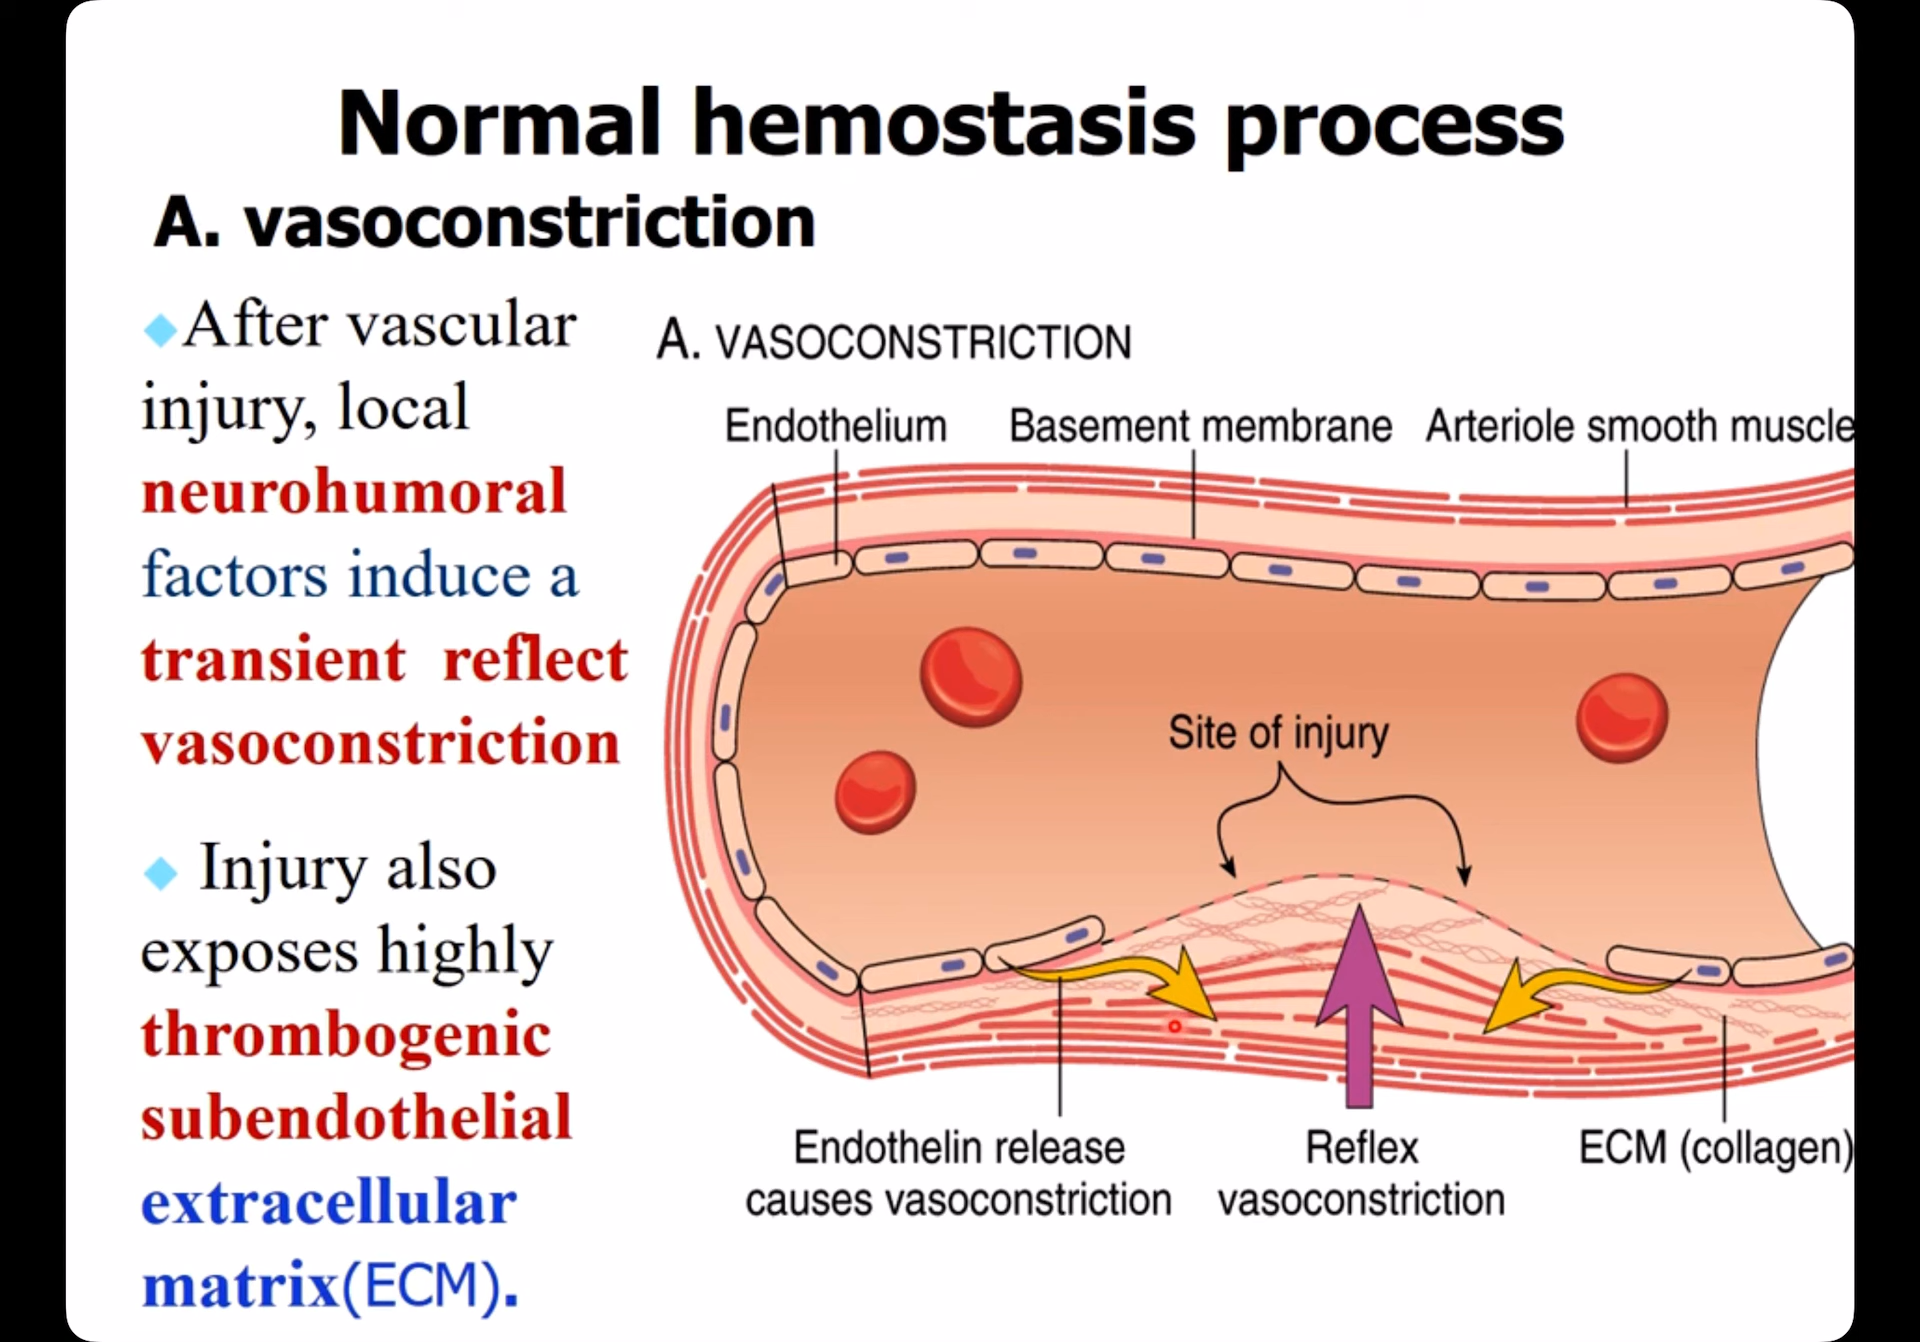 Normal hemostasis process
A. vasoconstriction
After vascular
injury, local
neurohumoral
factors induce a
transient reflect
vasoconstriction
Injury also
exposes highly
thrombogenic
subendothelial
extracellular
matrix(ECM).
A. VASOCONSTRICTION
Endothelium Basement membrane Arteriole smooth muscle
Site of injury
Endothelin release
causes vasoconstriction
Reflex
vasoconstriction
ECM (collagen)